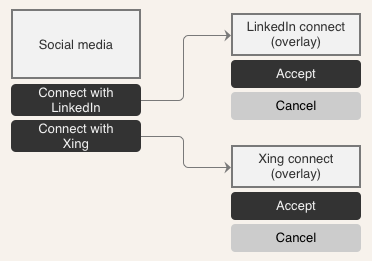 Social media
Connect with
LinkedIn
Connect with
Xing
LinkedIn connect
(overlay)
Accept
Cancel
Xing connect
(overlay)
Accept
Cancel